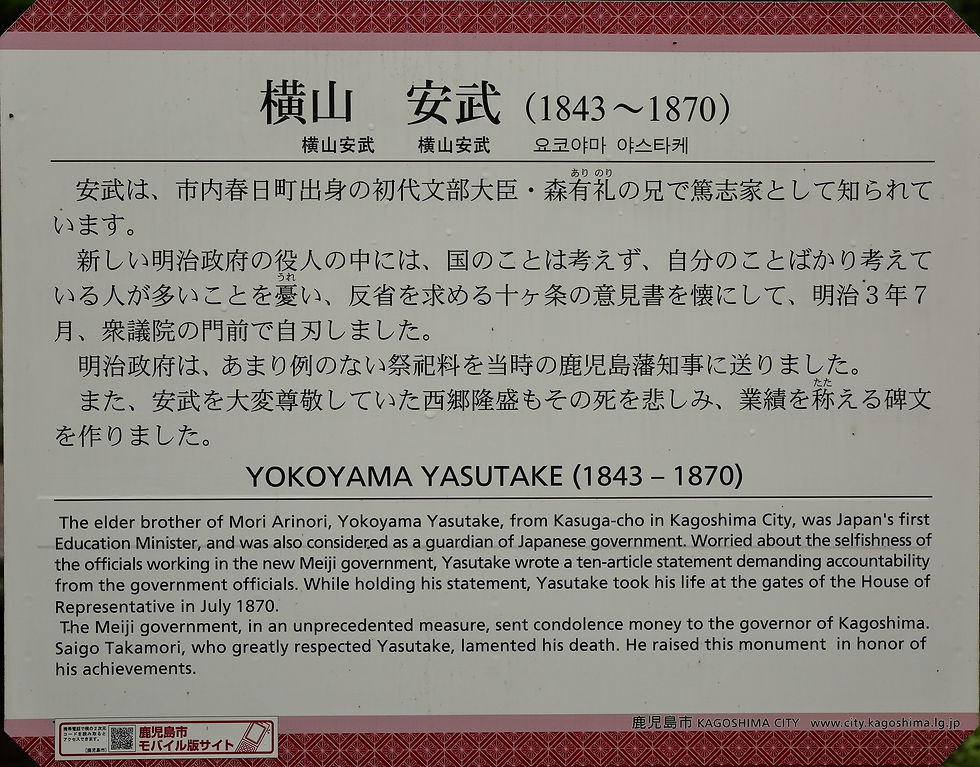 横山　安武（1843～1870）
横山安武　横山安武　요코야마 야스타케
安武は、市内春日町出身の初代文部大臣・森有礼の兄で篤志家として知られて
います。
新しい明治政府の役人の中には、国のことは考えず、自分のことばかり考えて
いる人が多いことを憂い、反省を求める十ヶ条の意見書を懐にして、明治３年７
月、衆議院の門前で自刃しました。
明治政府は、あまり例のない祭祀料を当時の鹿児島藩知事に送りました。
また、安武を大変尊敬していた西郷隆盛もその死を悲しみ、業績を称える碑文
を作りました。
YOKOYAMA YASUTAKE (1843 – 1870)
The elder brother of Mori Arinori, Yokoyama Yasutake, from Kasuga-cho in Kagoshima City, was Japan's first
Education Minister, and was also considered as a guardian of Japanese government. Worried about the selfishness of
the officials working in the new Meiji government, Yasutake wrote a ten-article statement demanding accountability
from the government officials. While holding his statement, Yasutake took his life at the gates of the House of
Representative in July 1870.
The Meiji government, in an unprecedented measure, sent condolence money to the governor of Kagoshima.
Saigo Takamori, who greatly respected Yasutake, lamented his death. He raised this monument in honor of
his achievements.
鹿児島市 KAGOSHIMA CITY www.city.kagoshima.lg.jp
鹿児島市
モバイル版サイト